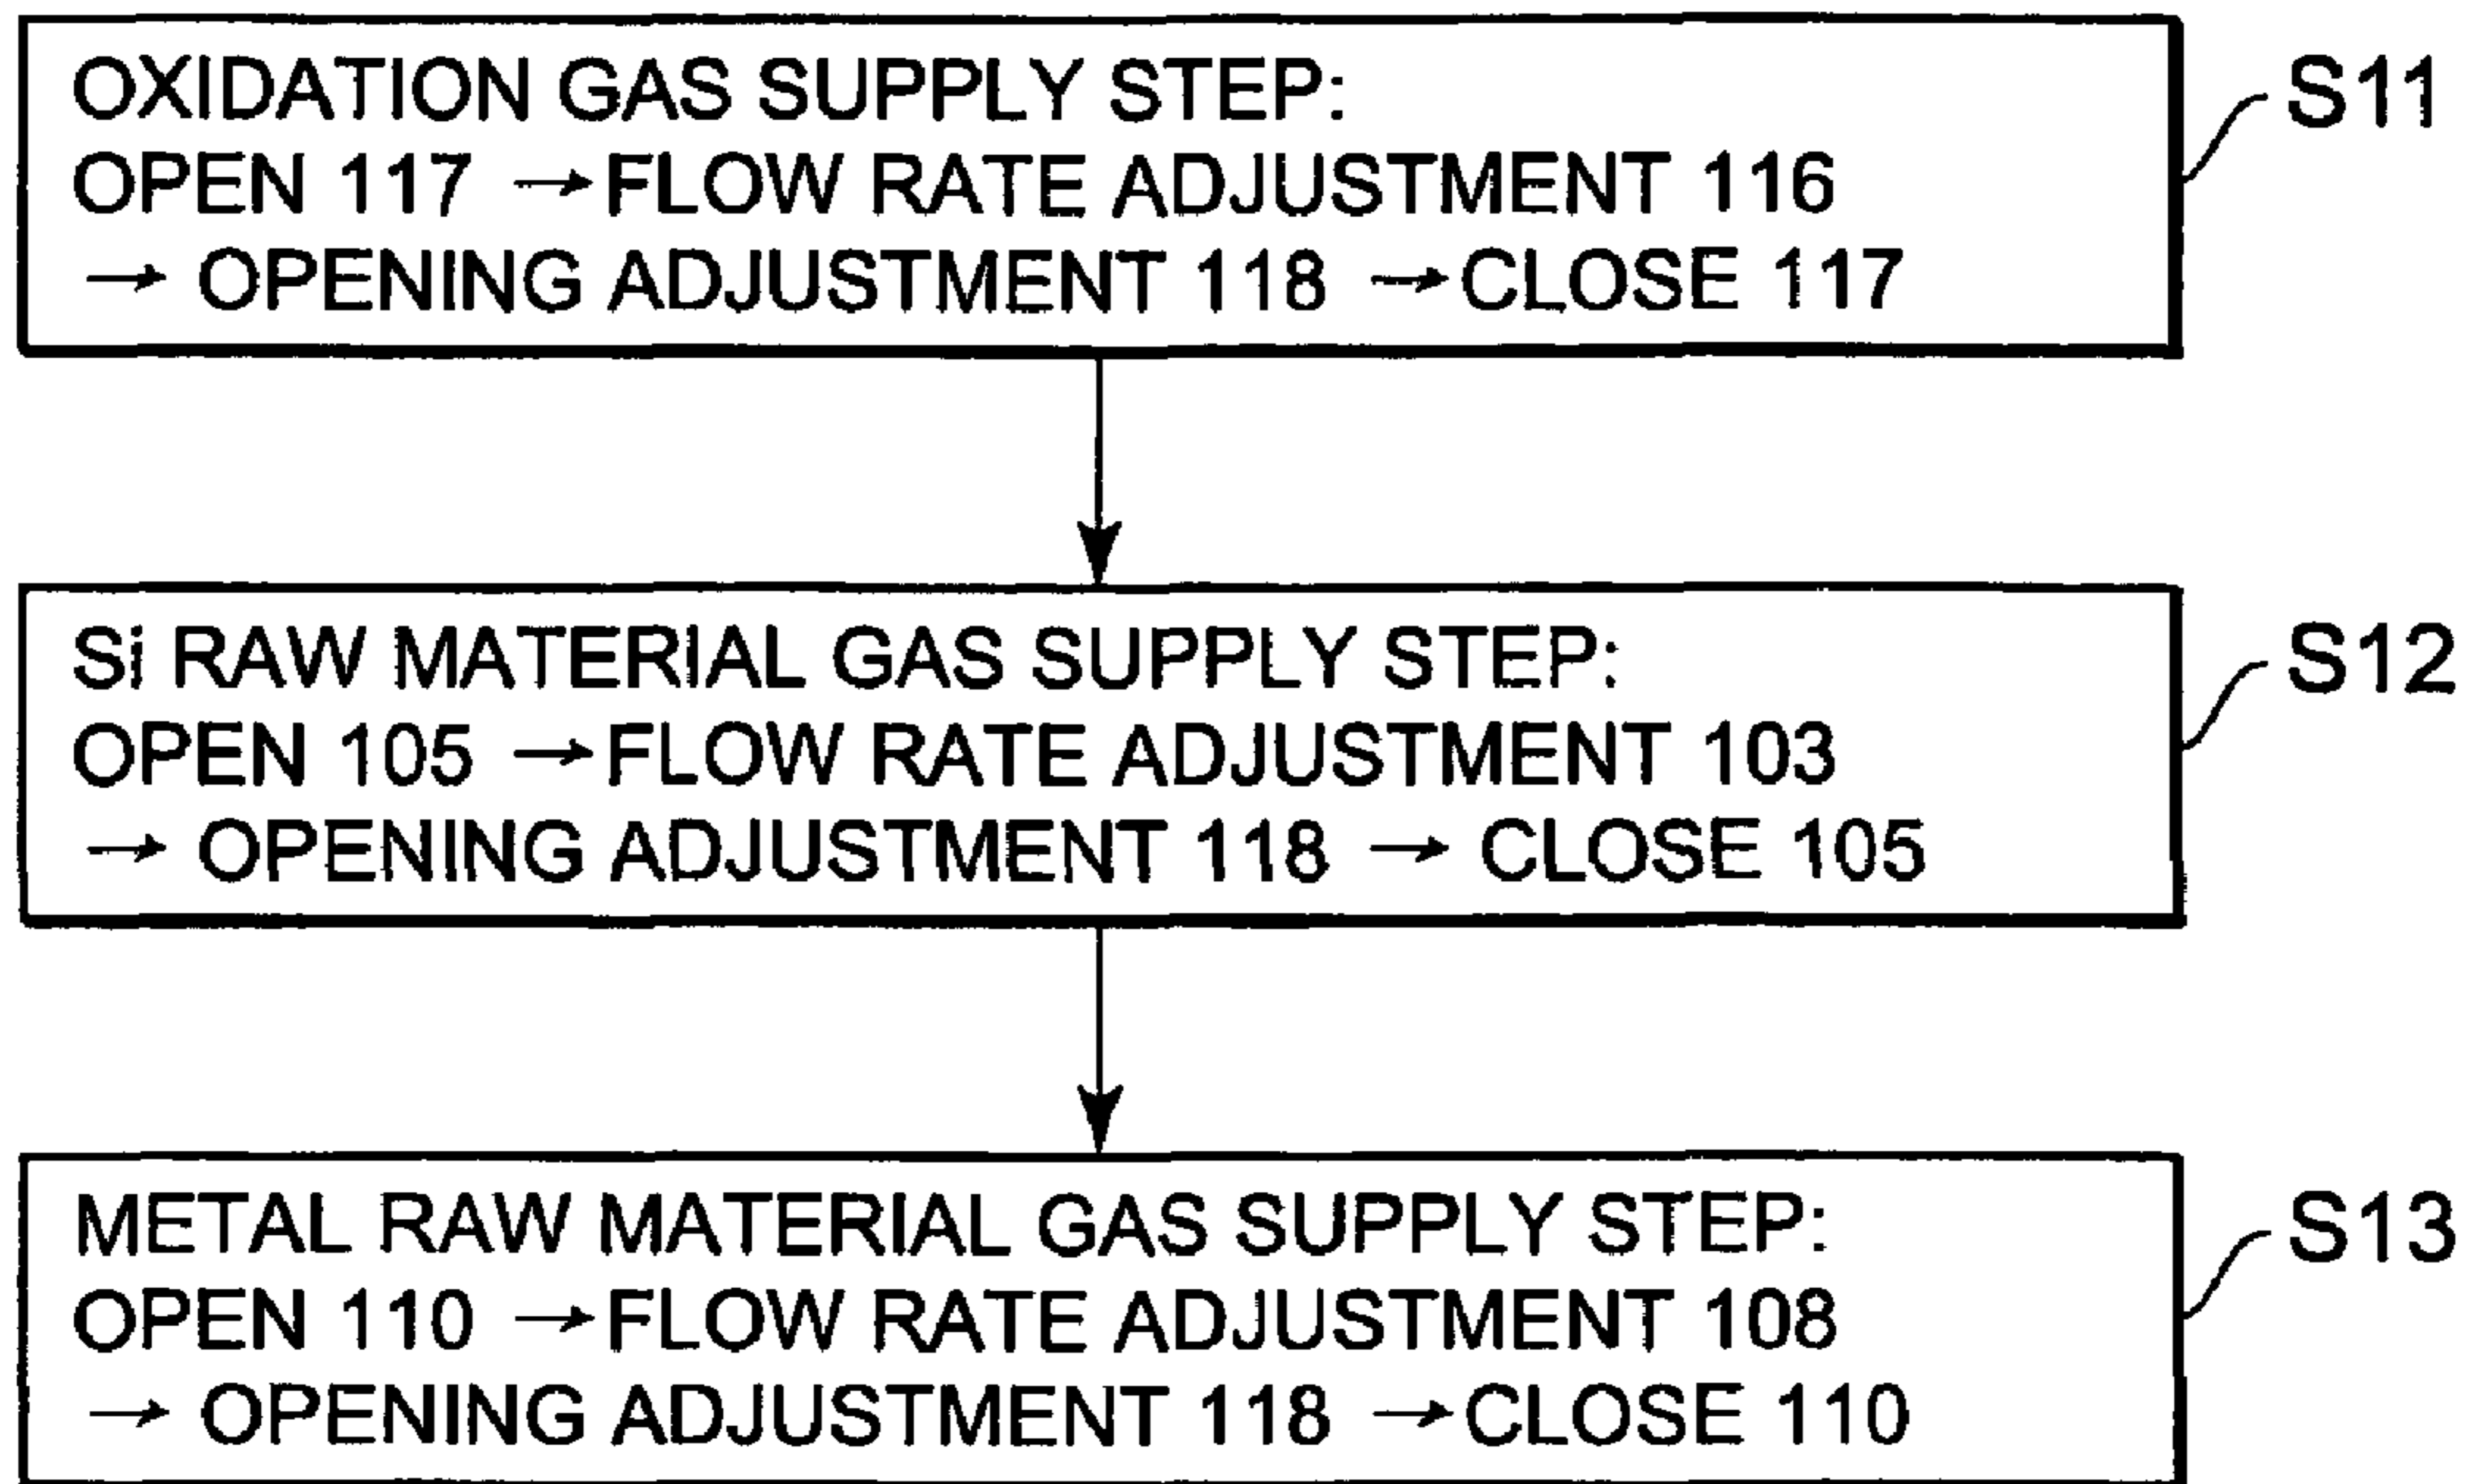 OXIDATION GAS SUPPLY STEP:
OPEN 117 → FLOW RATE ADJUSTMENT 116
→ OPENING ADJUSTMENT 118 → CLOSE 117
S11
Si RAW MATERIAL GAS SUPPLY STEP:
OPEN 105 → FLOW RATE ADJUSTMENT 103
→ OPENING ADJUSTMENT 118 → CLOSE 105
S12
METAL RAW MATERIAL GAS SUPPLY STEP:
OPEN 110 → FLOW RATE ADJUSTMENT 108
→ OPENING ADJUSTMENT 118 → CLOSE 110
S13